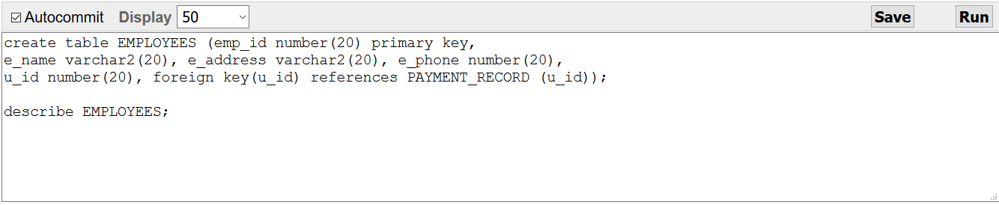 Autocommit Display 50 Save Run
create table EMPLOYEES (emp_id number(20) primary key,
e_name varchar2(20), e_address varchar2(20), e_phone number(20),
u_id number(20), foreign key(u_id) references PAYMENT_RECORD (u_id));
describe EMPLOYEES;